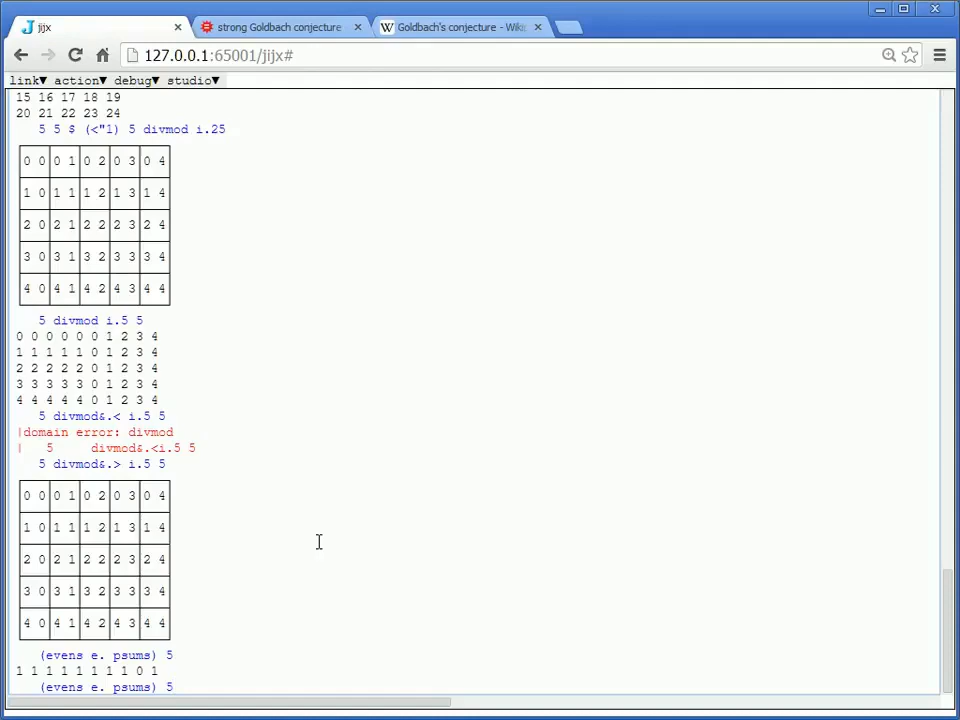 jijx
strong Goldbach conjecture
Goldbach's conjecture - Wiki
127.0.0.1:65001/jijx#
link▼ action▼ debug▼ studio▼
15 16 17 18 19
20 21 22 23 24
5 5 $ (<"1) 5 divmod i.25
0 0 0 1 0 2 0 3 0 4
1 0 1 1 1 2 1 3 1 4
2 0 2 1 2 2 2 3 2 4
3 0 3 1 3 2 3 3 3 4
4 0 4 1 4 2 4 3 4 4
5 divmod i.5 5
0 0 0 0 0 0 1 2 3 4
1 1 1 1 1 0 1 2 3 4
2 2 2 2 2 0 1 2 3 4
3 3 3 3 3 0 1 2 3 4
4 4 4 4 4 0 1 2 3 4
5 divmod&.< i.5 5
|domain error: divmod
| 5 divmod&.<i.5 5
5 divmod&.> i.5 5
0 0 0 1 0 2 0 3 0 4
1 0 1 1 1 2 1 3 1 4
2 0 2 1 2 2 2 3 2 4
3 0 3 1 3 2 3 3 3 4
4 0 4 1 4 2 4 3 4 4
(evens e. psums) 5
1 1 1 1 1 1 1 1 0 1
(evens e. psums) 5